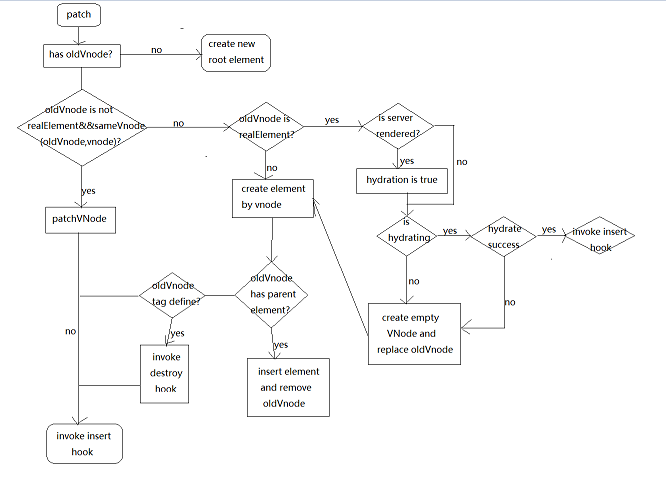 patch
has oldVnode?
no
create new
root element
oldVnode is not
realElement&&sameVnode
(oldVnode,vnode)?
no
oldVnode is
realElement?
yes
is server
rendered?
no
yes
hydration is true
no
create element
by vnode
yes
patchVNode
is
hydrating
yes
hydrate
success
yes
invoke insert
hook
no
no
oldVnode
has parent
element?
oldVnode
tag define?
no
yes
invoke
destroy
hook
yes
insert element
and remove
oldVnode
create empty
VNode and
replace oldVnode
invoke insert
hook